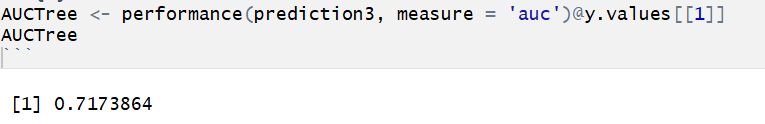 AUCTree <- performance(prediction3, measure = 'auc')@y.values[[1]]
AUCTree
```
[1] 0.7173864